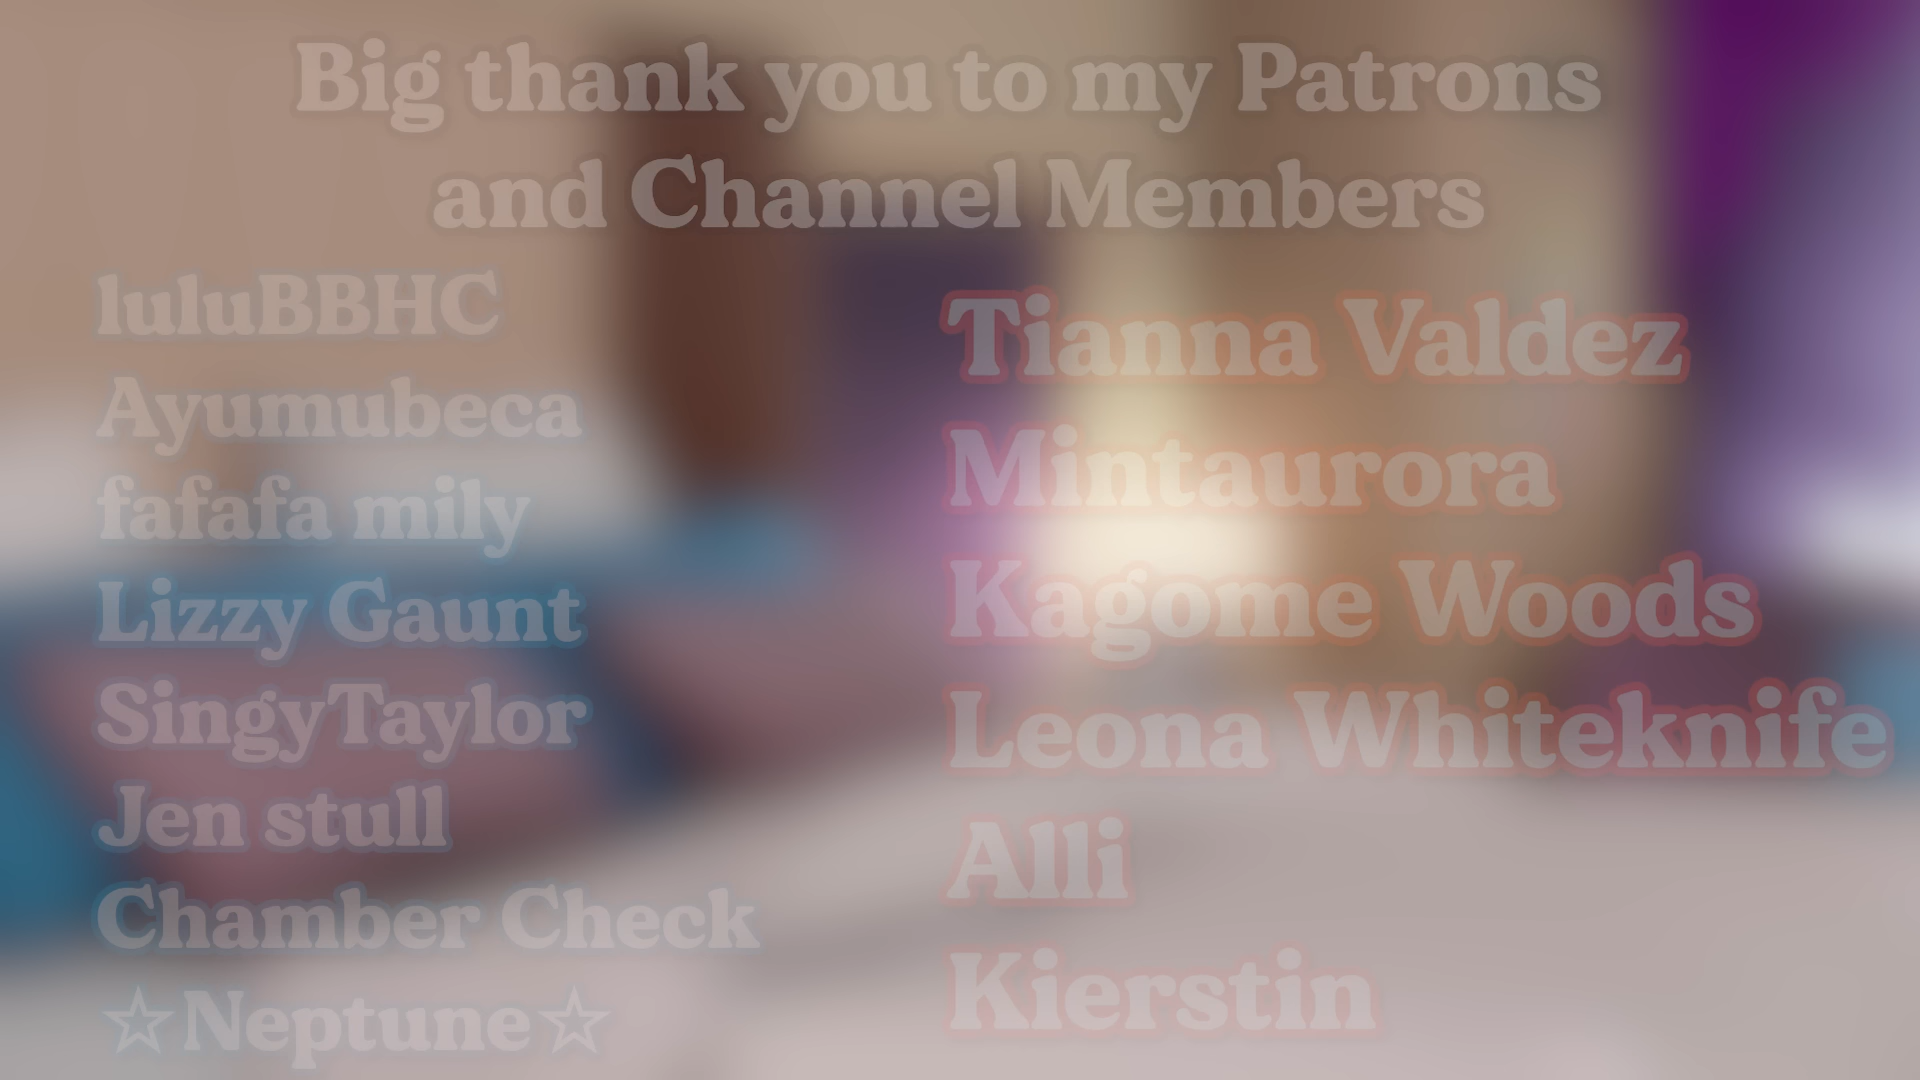 Big thank you to my Patrons
and Channel Members
luluBBHC
Ayumubeca
fafafa mily
Lizzy Gaunt
SingyTaylor
Jen stull
Chamber Check
☆Neptune☆
Tianna Valdez
Mintaurora
Kagome Woods
Leona Whiteknife
Alli
Kierstin